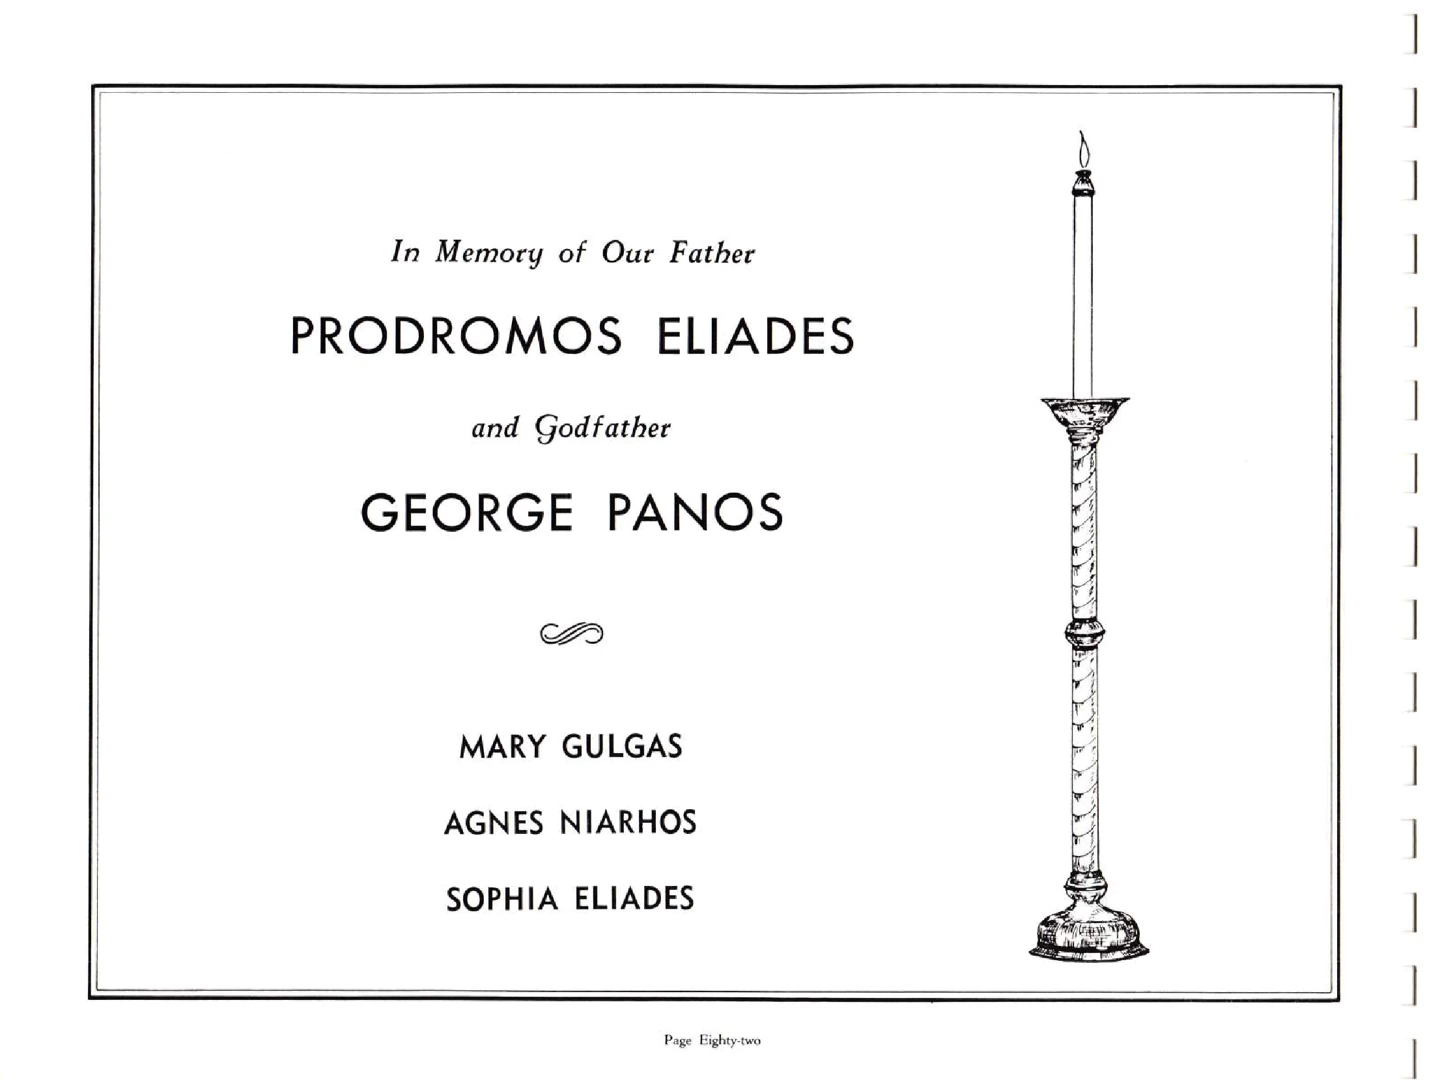 In Memory of Our Father
PRODROMOS ELIADES
and Godfather
GEORGE PANOS
MARY GULGAS
AGNES NIARHOS
SOPHIA ELIADES
Page Eighty-two